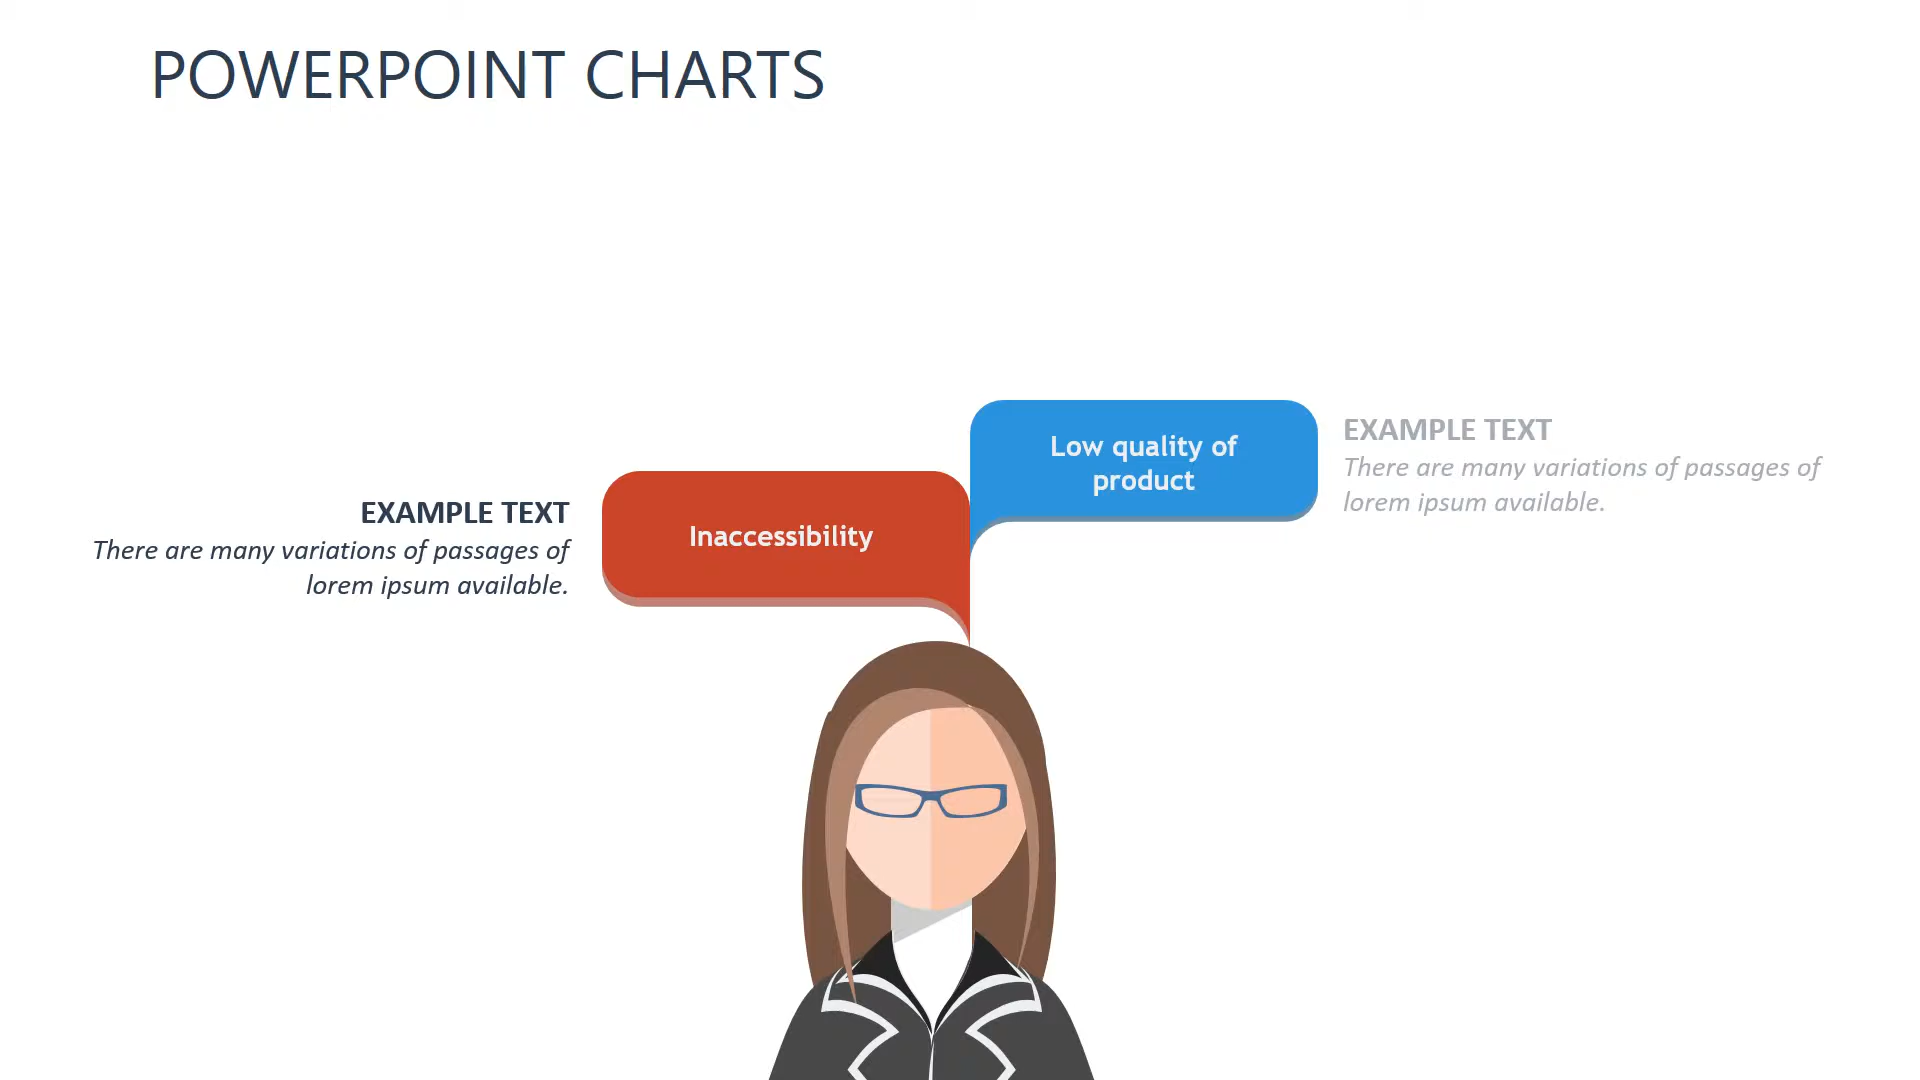 POWERPOINT CHARTS
Low quality of
product
EXAMPLE TEXT
There are many variations of passages of
lorem ipsum available.
Inaccessibility
EXAMPLE TEXT
There are many variations of passages of
lorem ipsum available.